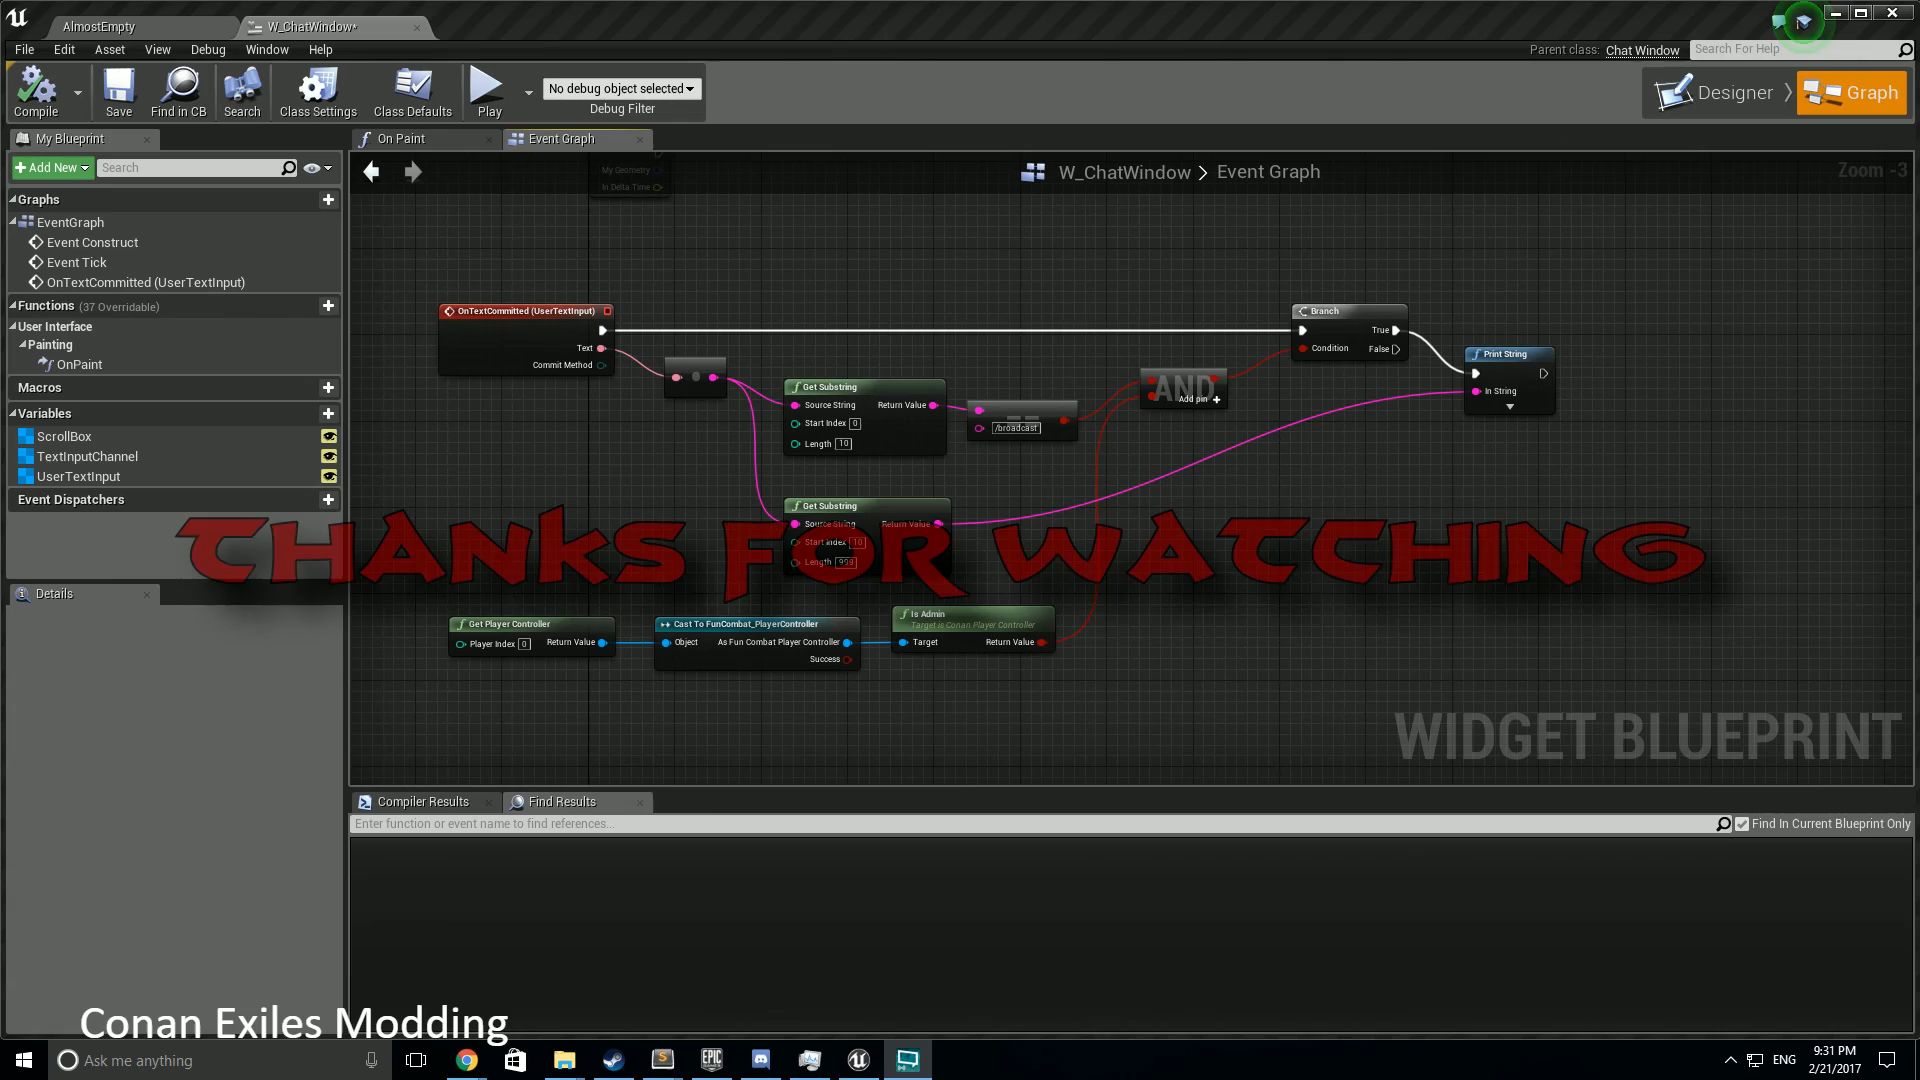 AlmostEmpty
W_ChatWindow*
File Edit Asset View Debug Window Help
Parent class: Chat Window
Search For Help
Compile
Save
Find in CB
Search
Class Settings
Class Defaults
Play
No debug object selected
Debug Filter
Designer
Graph
My Blueprint
On Paint
Event Graph
Add New
Search
W_ChatWindow > Event Graph
Zoom -3
My Geometry
In Delta Time
Graphs
EventGraph
Event Construct
Event Tick
OnTextCommitted (UserTextInput)
Functions (37 Overridable)
User Interface
Painting
OnPaint
Macros
Variables
ScrollBox
TextInputChannel
UserTextInput
Event Dispatchers
Details
OnTextCommitted (UserTextInput)
Text
Commit Method
Get Substring
Source String Return Value
Start Index 0
Length 10
/broadcast
AND
Add pin
Branch
True
Condition False
Print String
In String
Get Substring
Source String Return Value
Start Index 10
Length 999
THANKS FOR WATCHING
Get Player Controller
Player Index 0 Return Value
Cast To FunCombat_PlayerController
Object As Fun Combat Player Controller
Success
Is Admin
Target is Conan Player Controller
Target Return Value
WIDGET BLUEPRINT
Compiler Results
Find Results
Enter function or event name to find references...
Find In Current Blueprint Only
Conan Exiles Modding
Ask me anything
EPIC
ENG
9:31 PM
2/21/2017